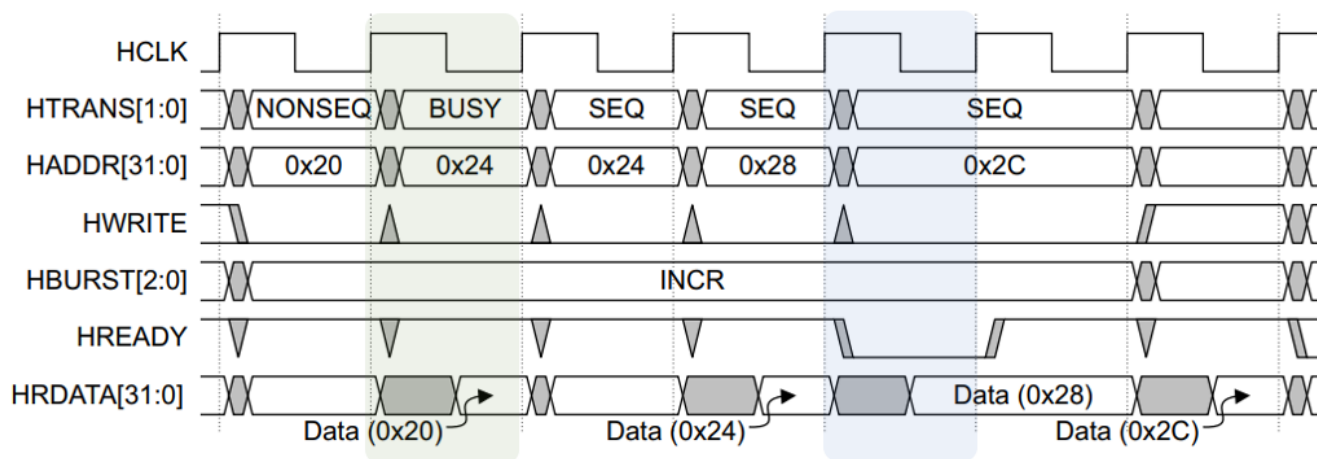 HCLK
HTRANS[1:0] NONSEQ BUSY SEQ SEQ SEQ
HADDR[31:0] 0x20 0x24 0x24 0x28 0x2C
HWRITE
HBURST[2:0] INCR
HREADY
HRDATA[31:0] Data (0x28)
Data (0x20) Data (0x24) Data (0x2C)